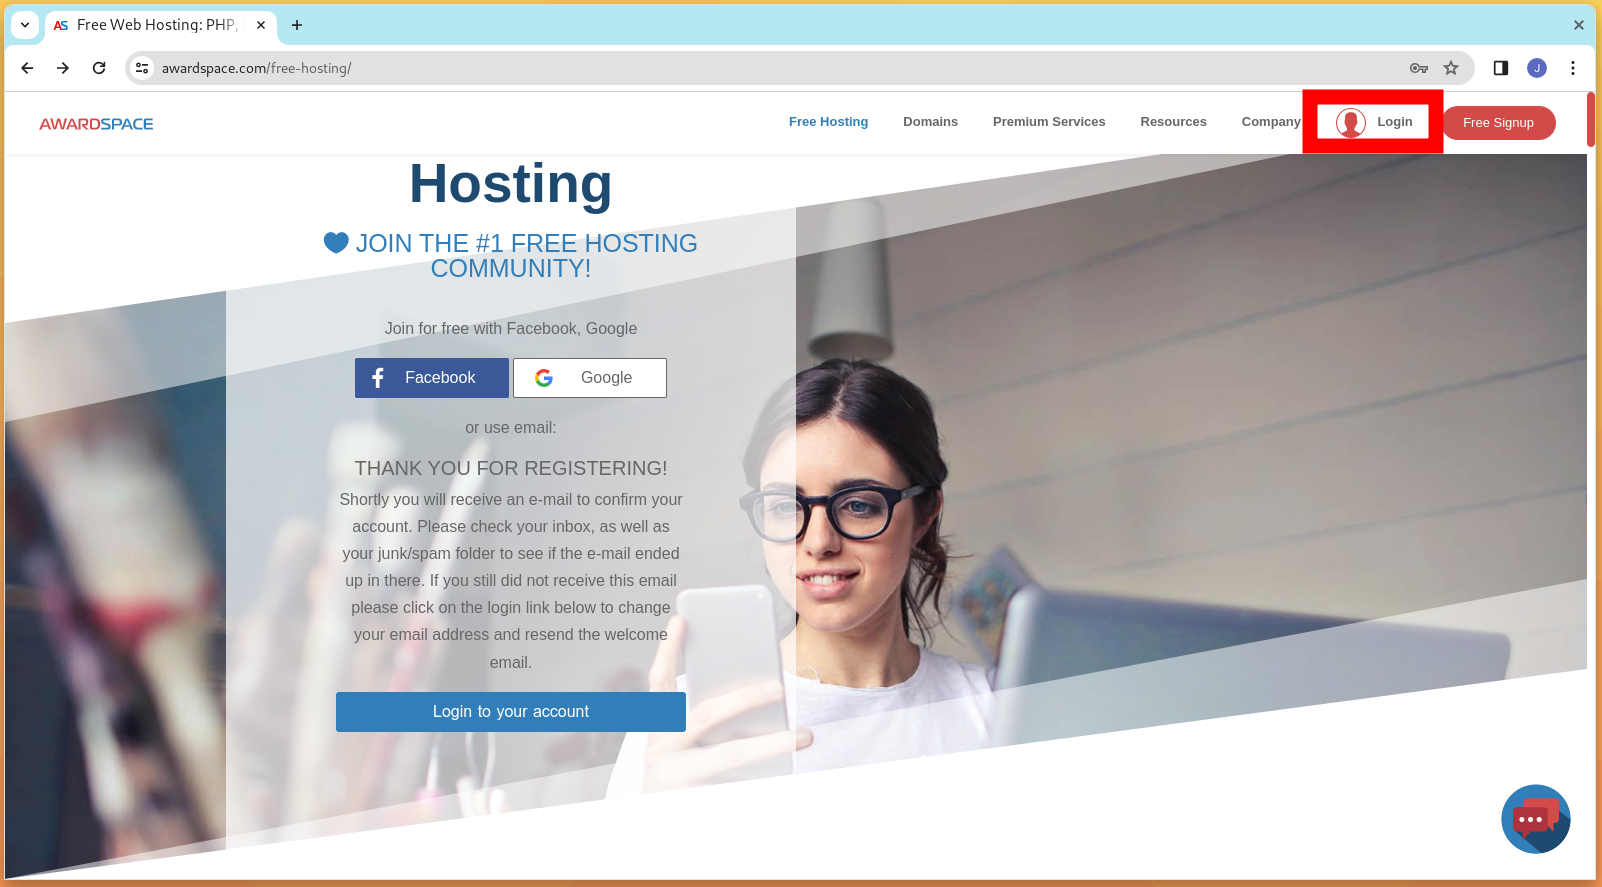 AS Free Web Hosting: PHP,
awardspace.com/free-hosting/
J
AWARDSPACE
Free Hosting
Domains
Premium Services
Resources
Company
Login
Free Signup
Hosting
JOIN THE #1 FREE HOSTING
COMMUNITY!
Join for free with Facebook, Google
f Facebook
G Google
or use email:
THANK YOU FOR REGISTERING!
Shortly you will receive an e-mail to confirm your
account. Please check your inbox, as well as
your junk/spam folder to see if the e-mail ended
up in there. If you still did not receive this email
please click on the login link below to change
your email address and resend the welcome
email.
Login to your account